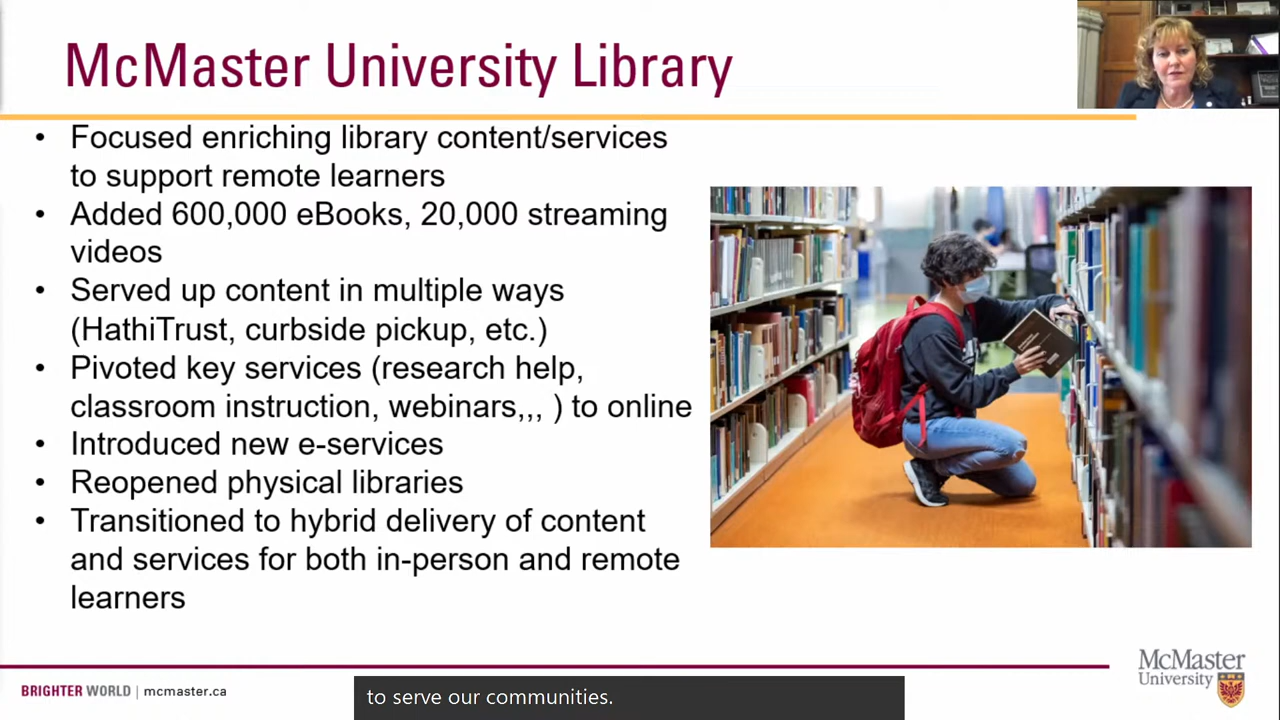 McMaster University Library
• Focused enriching library content/services
to support remote learners
• Added 600,000 eBooks, 20,000 streaming
videos
• Served up content in multiple ways
(HathiTrust, curbside pickup, etc.)
• Pivoted key services (research help,
classroom instruction, webinars,,, ) to online
• Introduced new e-services
• Reopened physical libraries
• Transitioned to hybrid delivery of content
and services for both in-person and remote
learners
BRIGHTER WORLD | mcmaster.ca
to serve our communities.
McMaster
University